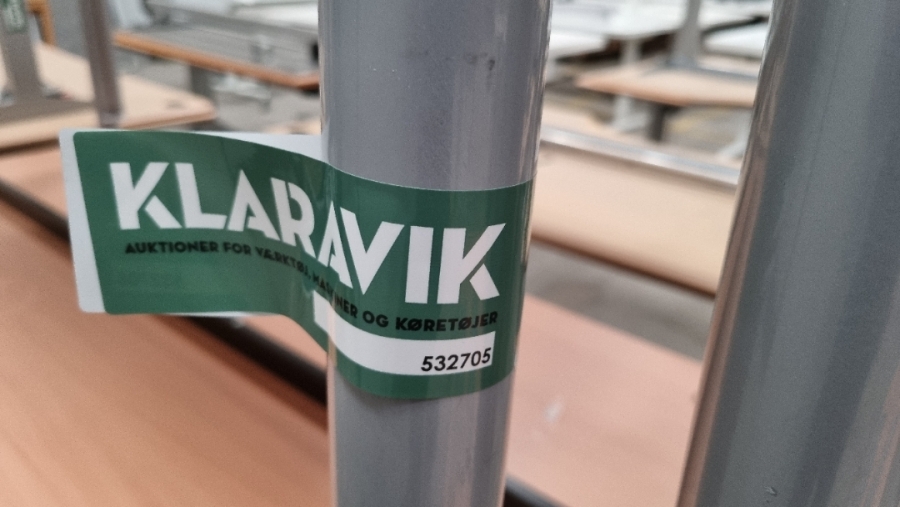 KLARAVIK
AUKTIONER FOR VÆRKTØJ, MASKINER OG KØRETØJER
532705